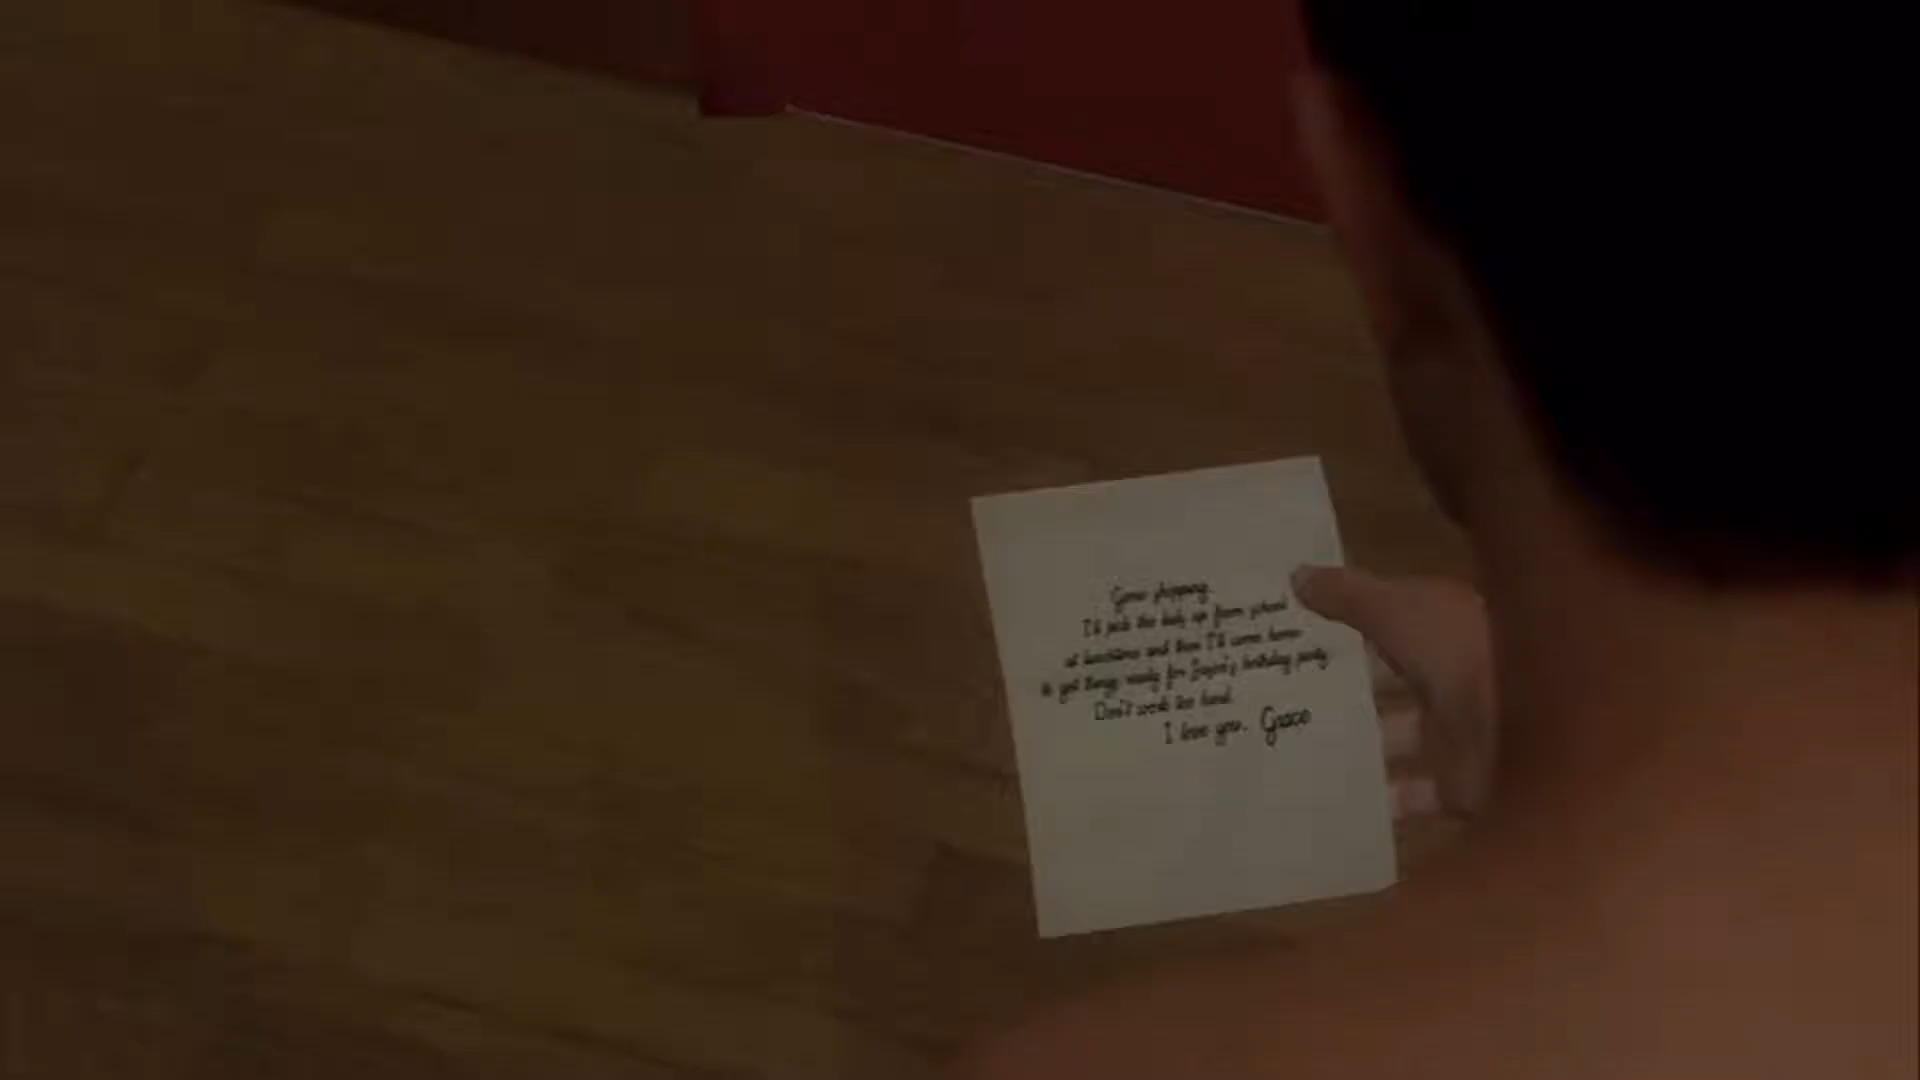 Gone shopping.
I'll pick the kids up from school
at lunchtime and then I'll come home
to get things ready for Jason's birthday party
Don't work too hard.
I love you. Grace